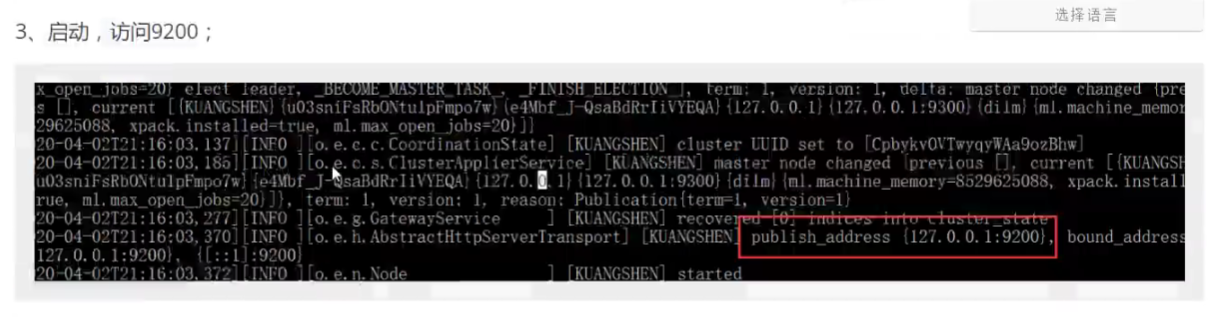 选择语言
3、启动，访问9200；
x_open_jobs=20} elect leader, _BECOME_MASTER_TASK_, _FINISH_ELECTION_], term: 1, version: 1, delta: master node changed {pre
s [], current [{KUANGSHEN}{u03sniFsRbONtulpFmpo7w}{e4Mbf_J-QsaBdRrIiVYEQA}{127.0.0.1}{127.0.0.1:9300}{dilm}{ml.machine_memor
29625088, xpack.installed=true, ml.max_open_jobs=20}]}
20-04-02T21:16:03,137][INFO ][o.e.c.c.CoordinationState] [KUANGSHEN] cluster UUID set to [CpbykvOVTwyqyWAa9ozBhw]
20-04-02T21:16:03,185][INFO ][o.e.c.s.ClusterApplierService] [KUANGSHEN] master node changed {previous [], current [{KUANGSH
u03sniFsRbONtulpFmpo7w}{e4Mbf_J-QsaBdRrIiVYEQA}{127.0.0.1}{127.0.0.1:9300}{dilm}{ml.machine_memory=8529625088, xpack.install
rue, ml.max_open_jobs=20}]}, term: 1, version: 1, reason: Publication{term=1, version=1}
20-04-02T21:16:03,277][INFO ][o.e.g.GatewayService ] [KUANGSHEN] recovered [0] indices into cluster_state
20-04-02T21:16:03,370][INFO ][o.e.h.AbstractHttpServerTransport] [KUANGSHEN] publish_address {127.0.0.1:9200}, bound_address
127.0.0.1:9200}, {[::1]:9200}
20-04-02T21:16:03,372][INFO ][o.e.n.Node ] [KUANGSHEN] started